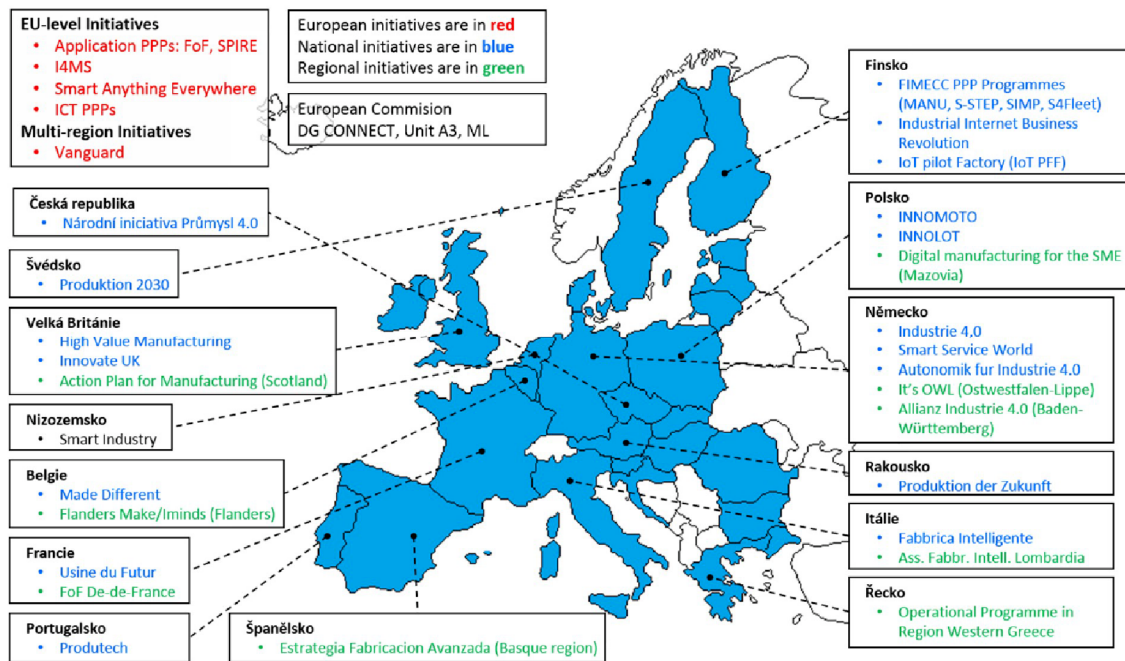 EU-level Initiatives
• Application PPPs: FoF, SPIRE
• I4MS
• Smart Anything Everywhere
• ICT PPPs
Multi-region Initiatives
• Vanguard
European initiatives are in red
National initiatives are in blue
Regional initiatives are in green
European Commision
DG CONNECT, Unit A3, ML
Česká republika
• Národní iniciativa Průmysl 4.0
Švédsko
• Produktion 2030
Velká Británie
• High Value Manufacturing
• Innovate UK
• Action Plan for Manufacturing (Scotland)
Nizozemsko
• Smart Industry
Belgie
• Made Different
• Flanders Make/Iminds (Flanders)
Francie
• Usine du Futur
• FoF De-de-France
Portugalsko
• Produtech
Španělsko
• Estrategia Fabricacion Avanzada (Basque region)
Finsko
• FIMECC PPP Programmes
(MANU, S-STEP, SIMP, S4Fleet)
• Industrial Internet Business
Revolution
• IoT pilot Factory (IoT PFF)
Polsko
• INNOMOTO
• INNOLOT
• Digital manufacturing for the SME
(Mazovia)
Německo
• Industrie 4.0
• Smart Service World
• Autonomik fur Industrie 4.0
• It's OWL (Ostwestfalen-Lippe)
• Allianz Industrie 4.0 (Baden-
Württemberg)
Rakousko
• Produktion der Zukunft
Itálie
• Fabbrica Intelligente
• Ass. Fabbr. Intell. Lombardia
Řecko
• Operational Programme in
Region Western Greece